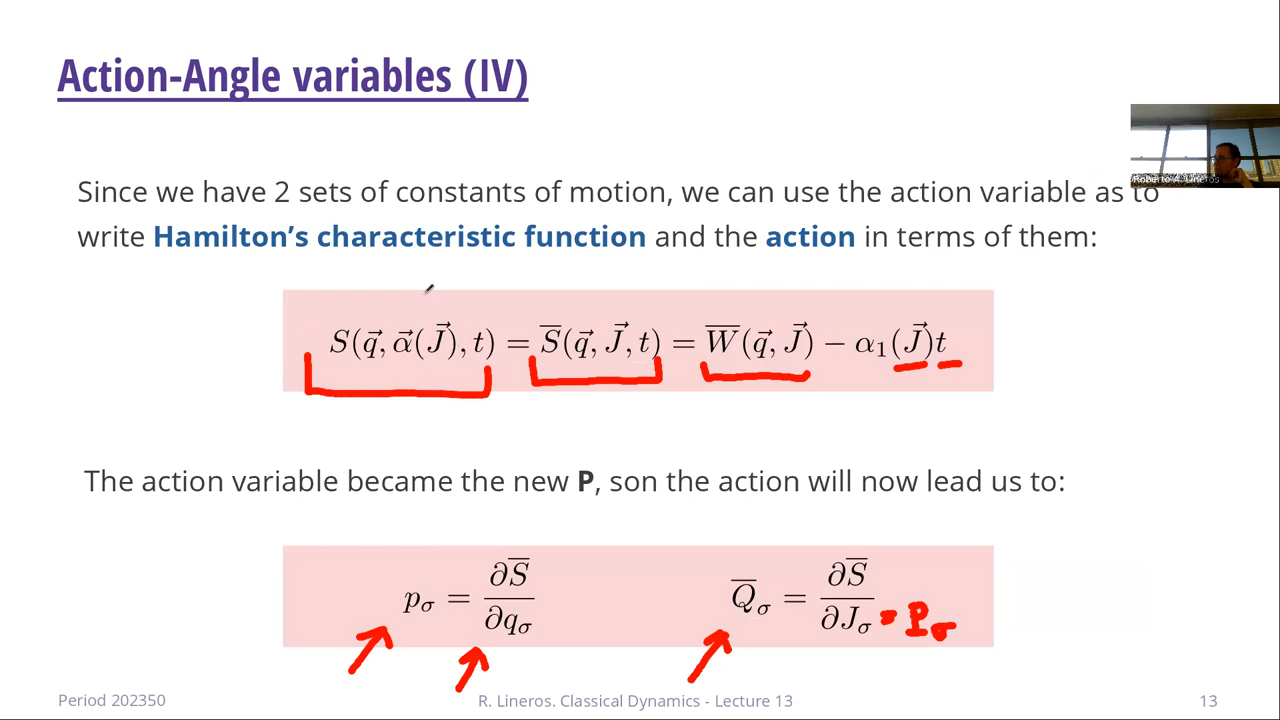 Action-Angle variables (IV)
Roberto A. Lineros
Since we have 2 sets of constants of motion, we can use the action variable as to
write Hamilton's characteristic function and the action in terms of them:
S(q⃗, α⃗(J⃗), t) = S̅(q⃗, J⃗, t) = W̅(q⃗, J⃗) − α₁(J⃗)t
The action variable became the new P, son the action will now lead us to:
p_σ = ∂S̅/∂q_σ    Q̅_σ = ∂S̅/∂J_σ = P_σ
Period 202350    R. Lineros. Classical Dynamics - Lecture 13    13